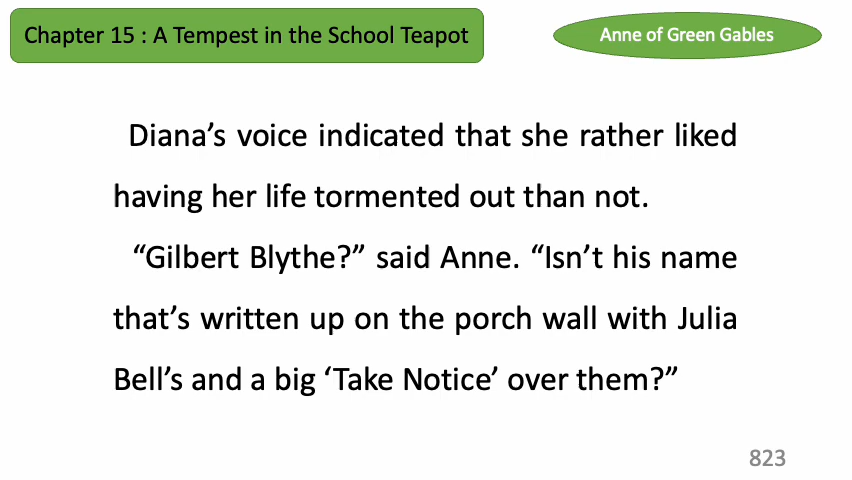 Chapter 15 : A Tempest in the School Teapot
Anne of Green Gables
Diana’s voice indicated that she rather liked
having her life tormented out than not.
“Gilbert Blythe?” said Anne. “Isn’t his name
that’s written up on the porch wall with Julia
Bell’s and a big ‘Take Notice’ over them?”
823